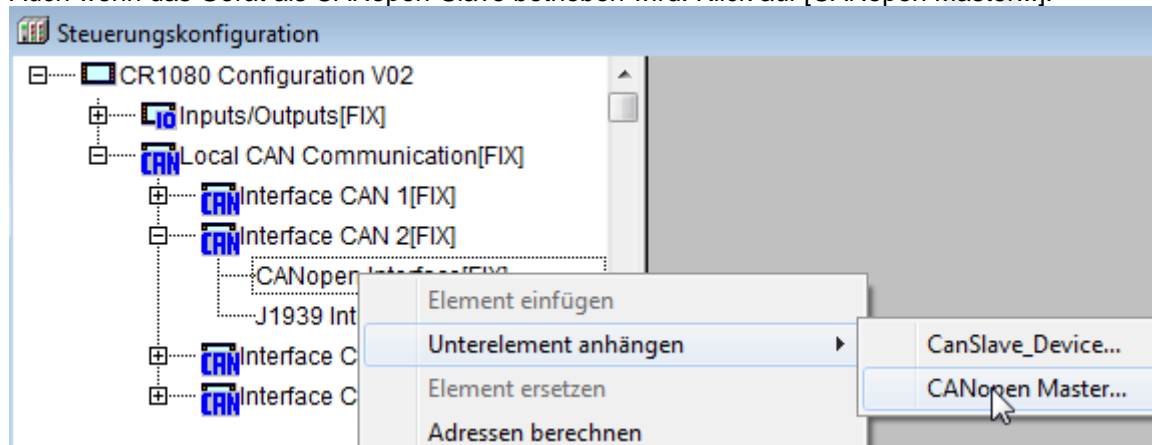 Auch wenn das Gerät als CANopen Slave betrieben wird: Klick auf [CANopen Master...].
Steuerungskonfiguration
CR1080 Configuration V02
Inputs/Outputs[FIX]
Local CAN Communication[FIX]
Interface CAN 1[FIX]
Interface CAN 2[FIX]
CANopen Interface[FIX]
J1939 Int
Interface C
Interface C
Element einfügen
Unterelement anhängen
Element ersetzen
Adressen berechnen
CanSlave_Device...
CANopen Master...